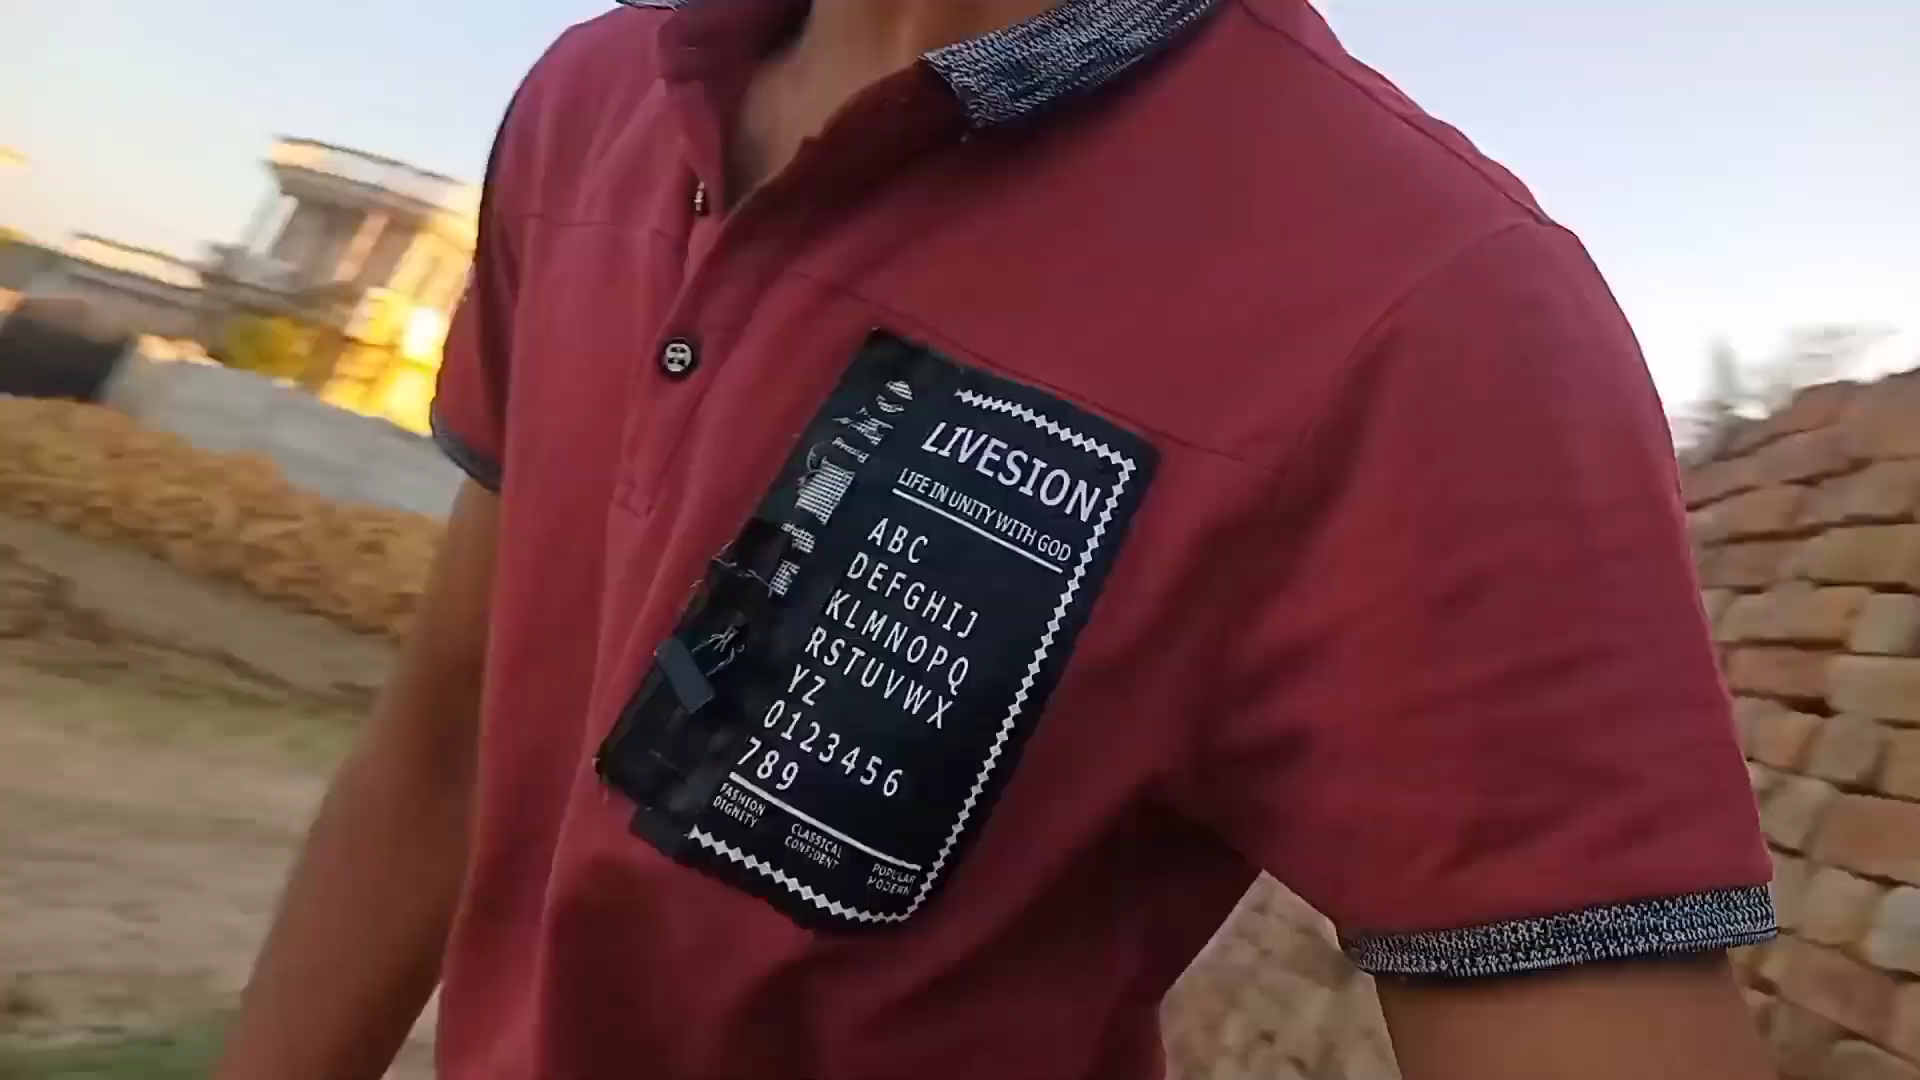 LIVESION
LIFE IN UNITY WITH GOD
ABC
DEFGHIJ
KLMNOPQ
RSTUVWX
YZ
0123456
789
FASHION
DIGNITY
CLASSICAL
CONFIDENT
POPULAR
MODERN